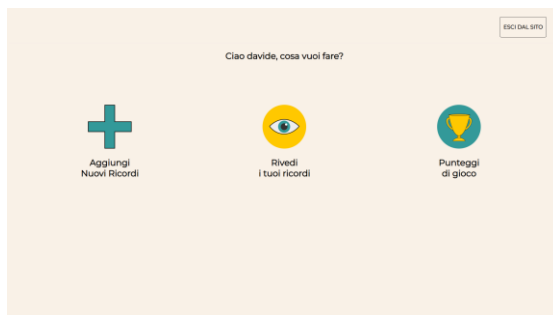 ESCI DAL SITO
Ciao davide, cosa vuoi fare?
Aggiungi
Nuovi Ricordi
Rivedi
i tuoi ricordi
Punteggi
di gioco